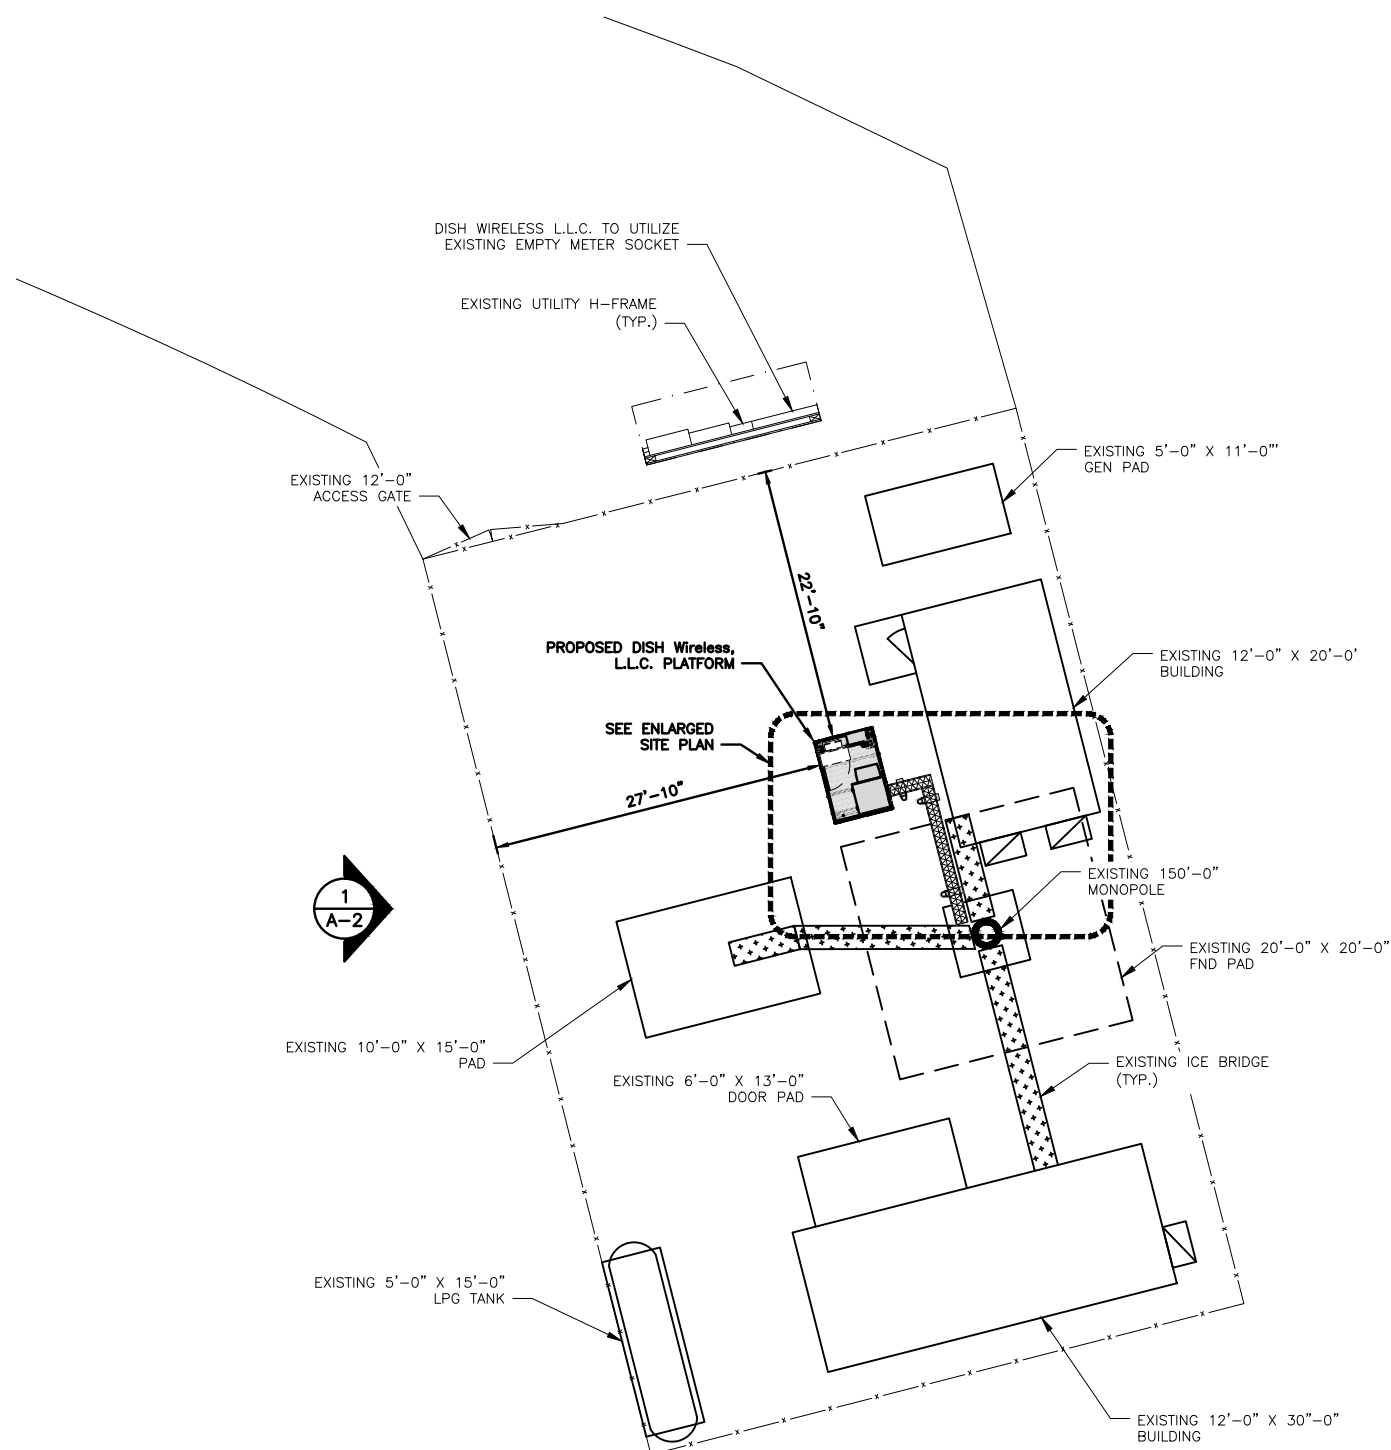 DISH WIRELESS L.L.C. TO UTILIZE
EXISTING EMPTY METER SOCKET
EXISTING UTILITY H-FRAME
(TYP.)
EXISTING 12'-0"
ACCESS GATE
EXISTING 5'-0" X 11'-0"'
GEN PAD
22'-10"
PROPOSED DISH Wireless,
L.L.C. PLATFORM
EXISTING 12'-0" X 20'-0'
BUILDING
SEE ENLARGED
SITE PLAN
27'-10"
1
A-2
EXISTING 150'-0"
MONOPOLE
EXISTING 20'-0" X 20'-0"
FND PAD
EXISTING 10'-0" X 15'-0"
PAD
EXISTING ICE BRIDGE
(TYP.)
EXISTING 6'-0" X 13'-0"
DOOR PAD
EXISTING 5'-0" X 15'-0"
LPG TANK
EXISTING 12'-0" X 30"-0"
BUILDING